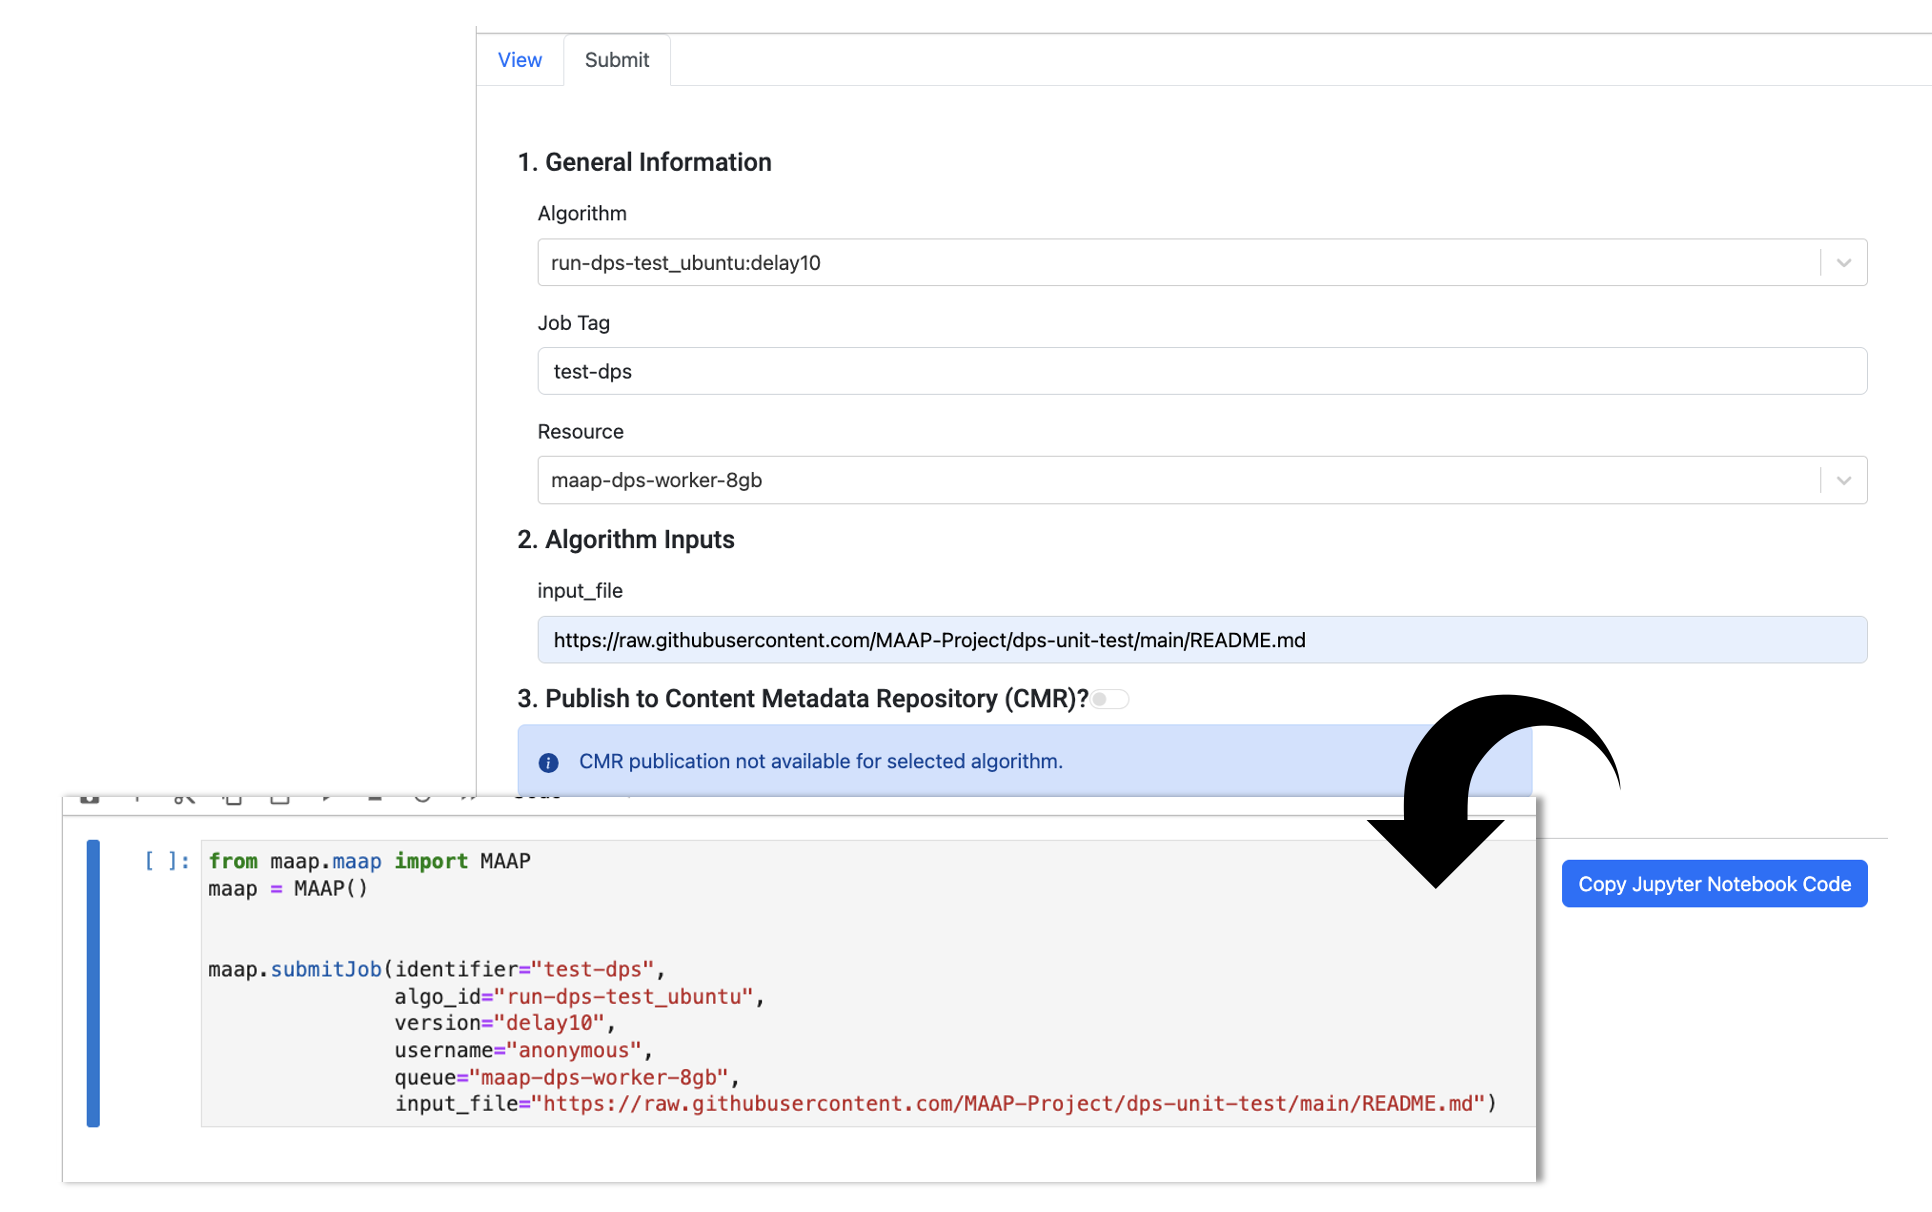 View Submit
1. General Information
Algorithm
run-dps-test_ubuntu:delay10
Job Tag
test-dps
Resource
maap-dps-worker-8gb
2. Algorithm Inputs
input_file
https://raw.githubusercontent.com/MAAP-Project/dps-unit-test/main/README.md
3. Publish to Content Metadata Repository (CMR)?
CMR publication not available for selected algorithm.
Copy Jupyter Notebook Code
[ ]: from maap.maap import MAAP
maap = MAAP()
maap.submitJob(identifier="test-dps",
algo_id="run-dps-test_ubuntu",
version="delay10",
username="anonymous",
queue="maap-dps-worker-8gb",
input_file="https://raw.githubusercontent.com/MAAP-Project/dps-unit-test/main/README.md")